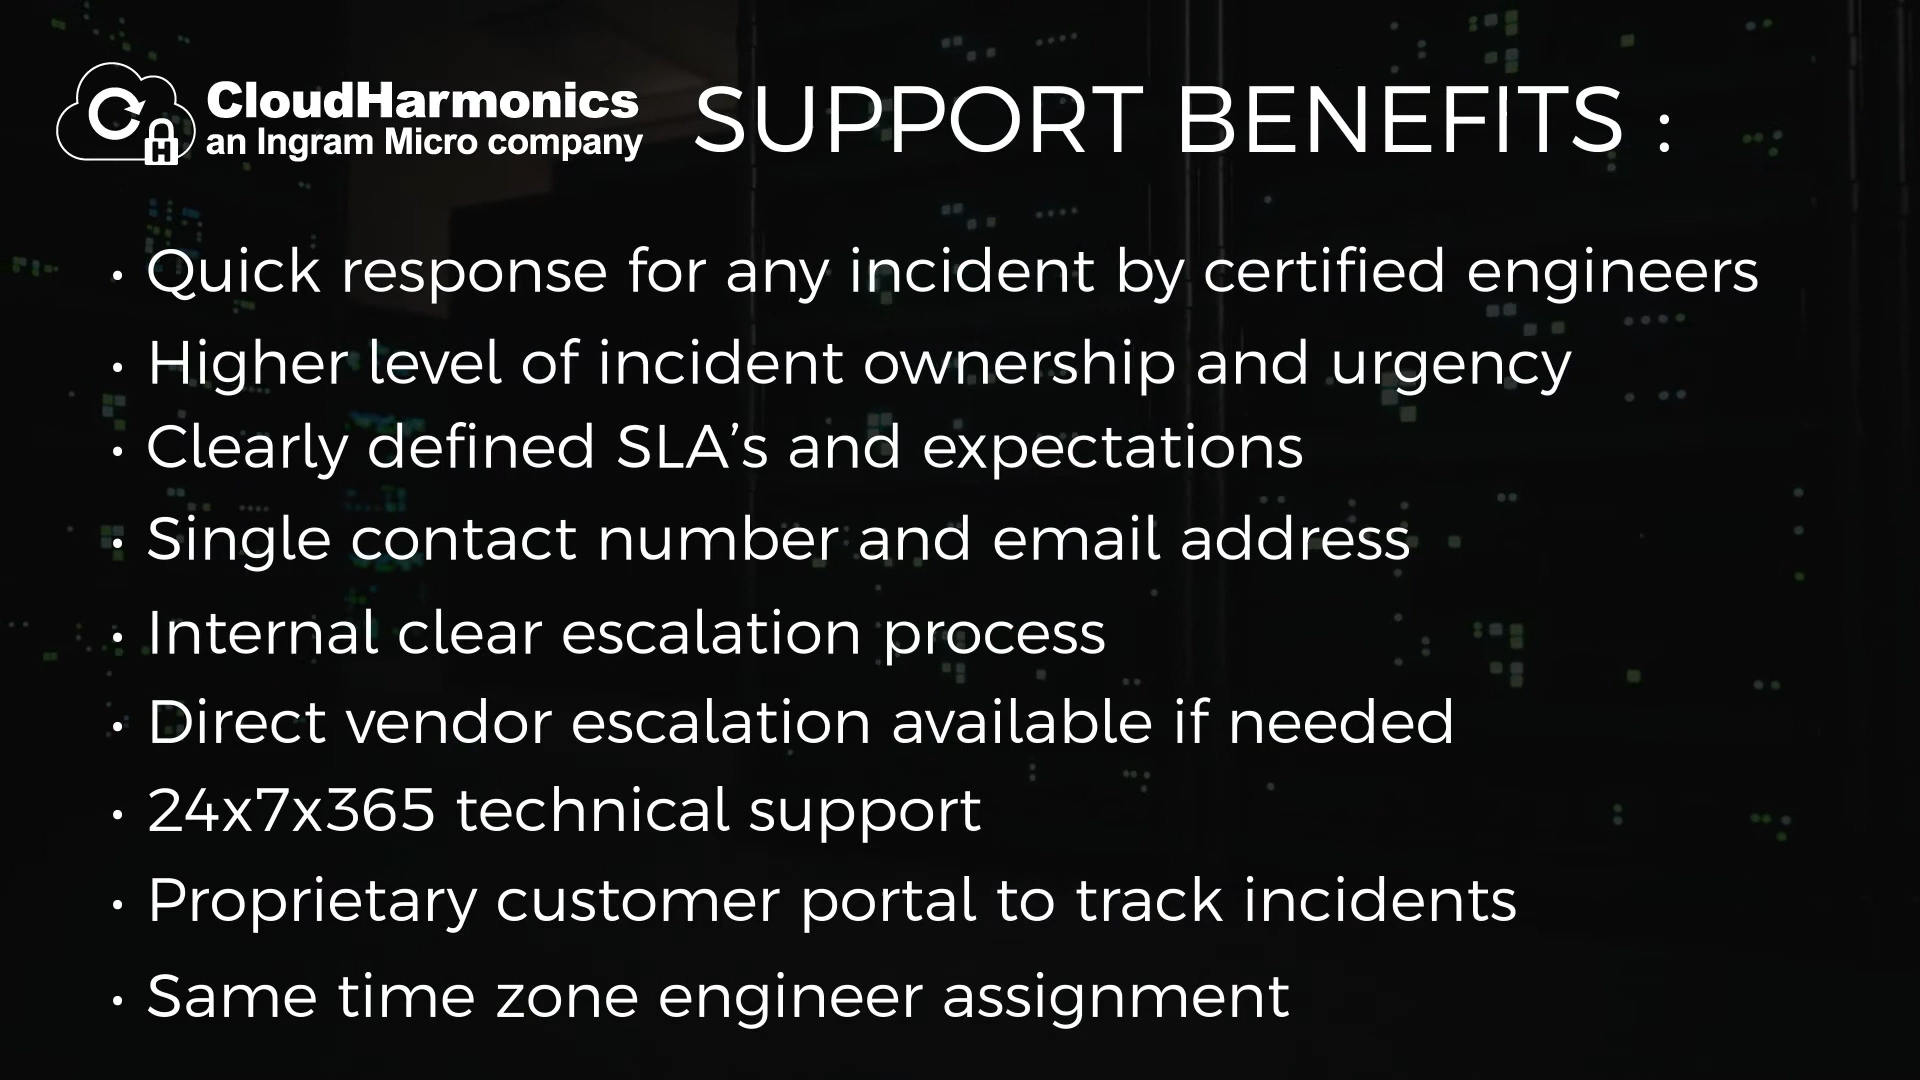 CloudHarmonics
an Ingram Micro company
SUPPORT BENEFITS :
• Quick response for any incident by certified engineers
• Higher level of incident ownership and urgency
• Clearly defined SLA’s and expectations
• Single contact number and email address
• Internal clear escalation process
• Direct vendor escalation available if needed
• 24x7x365 technical support
• Proprietary customer portal to track incidents
• Same time zone engineer assignment